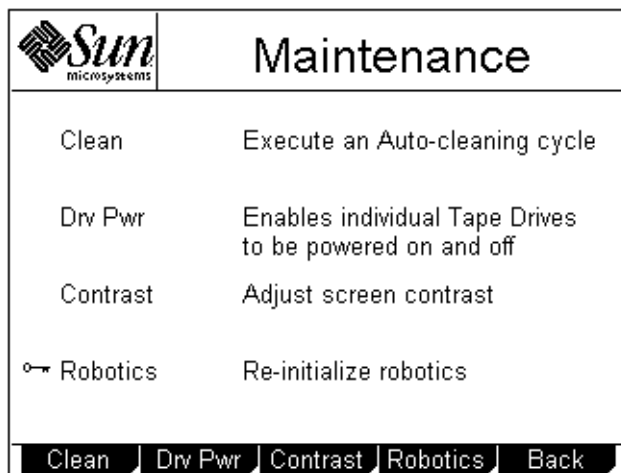 Sun
microsystems
Maintenance
Clean Execute an Auto-cleaning cycle
Drv Pwr Enables individual Tape Drives
to be powered on and off
Contrast Adjust screen contrast
Robotics Re-initialize robotics
Clean Drv Pwr Contrast Robotics Back